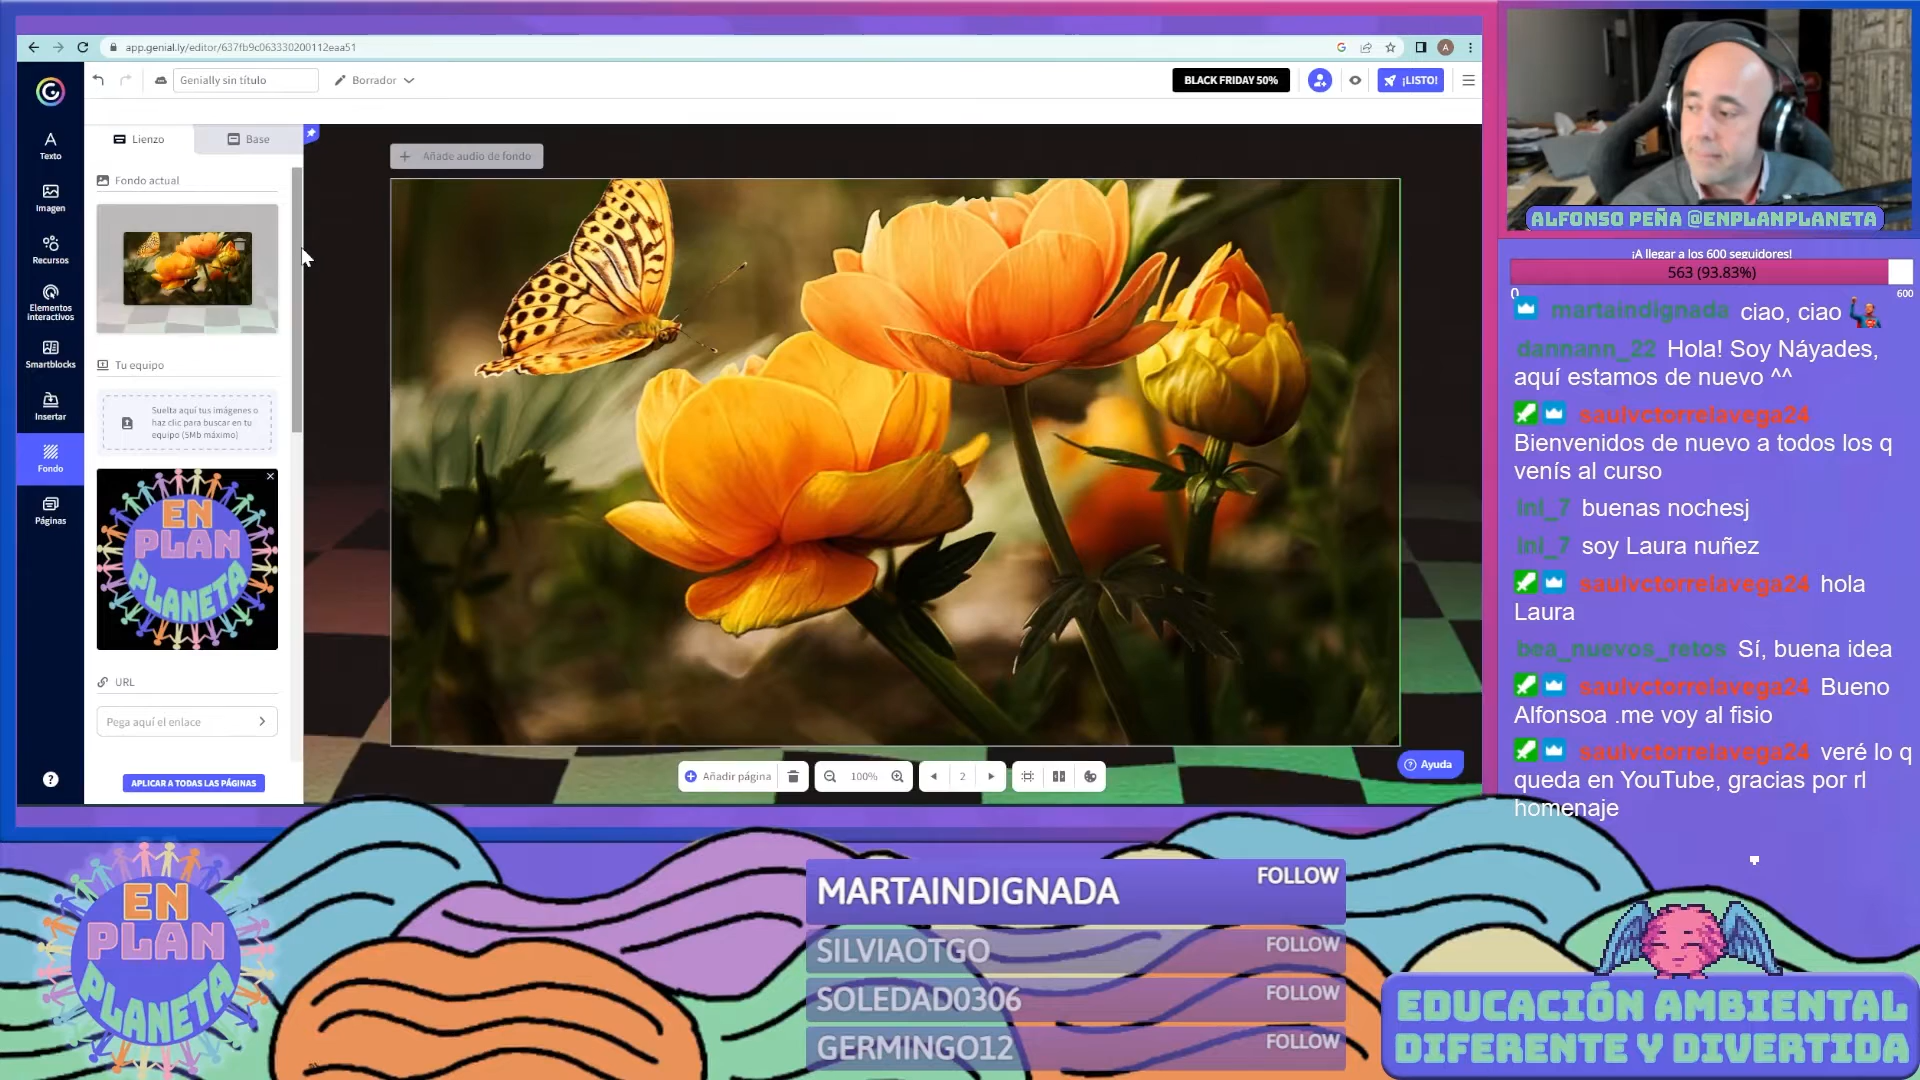 app.genial.ly/editor/637fb9c063330200112eaa51
Genially sin título
Borrador
BLACK FRIDAY 50%
¡LISTO!
Texto
Imagen
Recursos
Elementos
interactivos
Smartblocks
Insertar
Fondo
Páginas
Lienzo
Base
Fondo actual
Tu equipo
Suelta aquí tus imágenes o
haz clic para buscar en tu
equipo (5Mb máximo)
EN
PLAN
PLANETA
URL
Pega aquí el enlace
APLICAR A TODAS LAS PÁGINAS
Añade audio de fondo
Añadir página
100%
2
Ayuda
ALFONSO PEÑA @ENPLANPLANETA
¡A llegar a los 600 seguidores!
563 (93.83%)
0
600
martaindignada ciao, ciao
dannann_22 Hola! Soy Náyades,
aquí estamos de nuevo ^^
saulvctorrelavega24
Bienvenidos de nuevo a todos los q
venís al curso
buenas nochesj
soy Laura nuñez
saulvctorrelavega24 hola
Laura
bea_nuevos_retos Sí, buena idea
saulvctorrelavega24 Bueno
Alfonsoa .me voy al fisio
saulvctorrelavega24 veré lo q
queda en YouTube, gracias por rl
homenaje
EN
PLAN
PLANETA
MARTAINDIGNADA FOLLOW
SILVIAOTGO FOLLOW
SOLEDAD0306 FOLLOW
GERMINGO12 FOLLOW
EDUCACIÓN AMBIENTAL
DIFERENTE Y DIVERTIDA